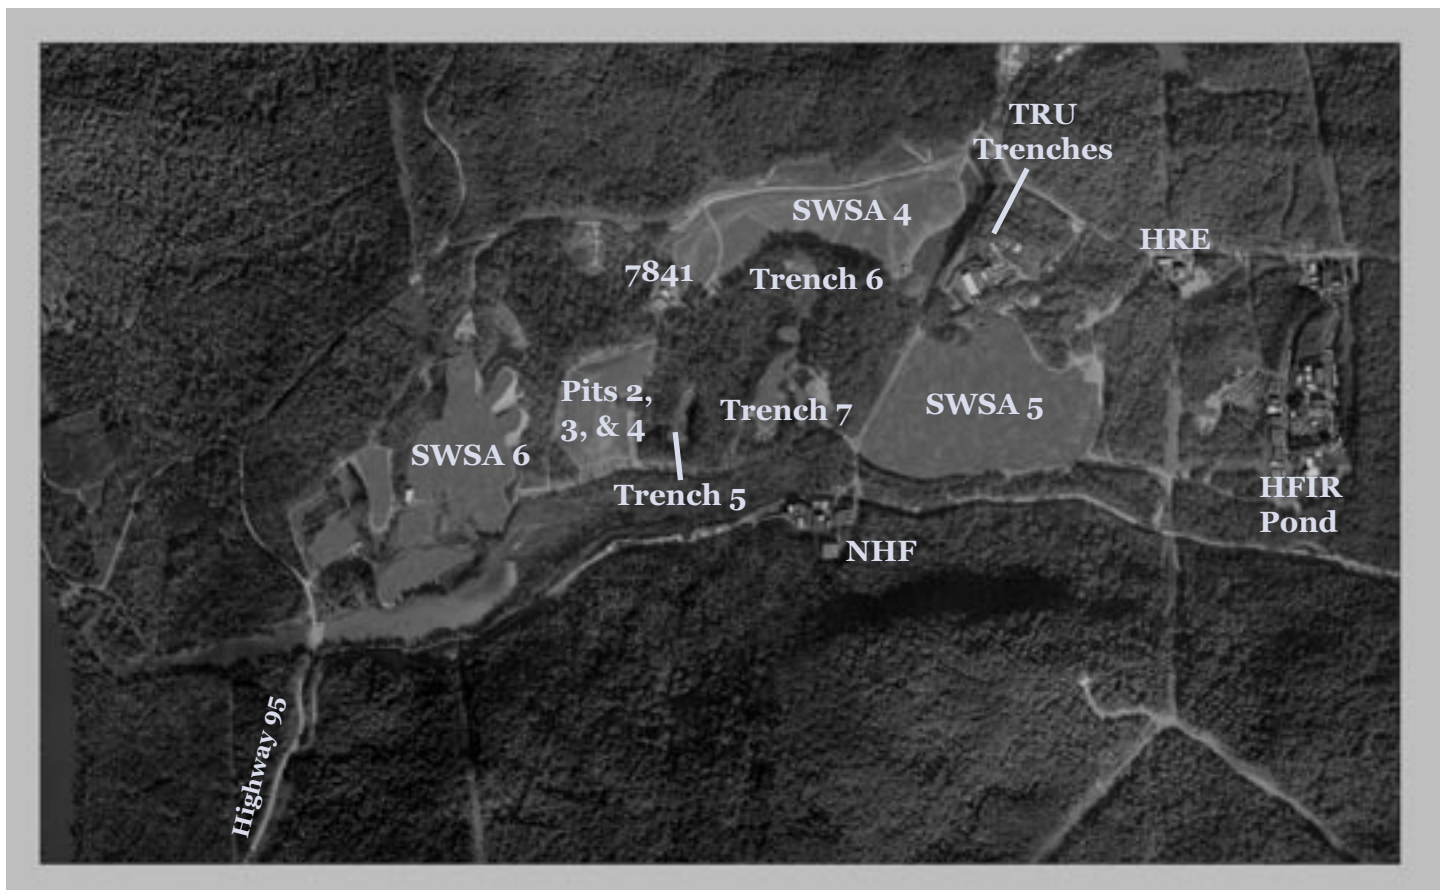 TRU
Trenches
SWSA 4
HRE
7841
Trench 6
Pits 2,
3, & 4
Trench 7
SWSA 5
SWSA 6
Trench 5
HFIR
Pond
NHF
Highway 95